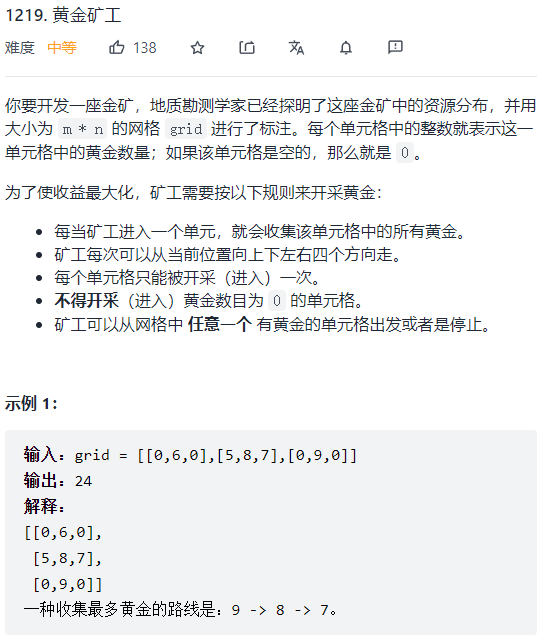 1219. 黄金矿工
难度 中等 138
你要开发一座金矿，地质勘测学家已经探明了这座金矿中的资源分布，并用
大小为 m * n 的网格 grid 进行了标注。每个单元格中的整数就表示这一
单元格中的黄金数量；如果该单元格是空的，那么就是 0。
为了使收益最大化，矿工需要按以下规则来开采黄金：
每当矿工进入一个单元，就会收集该单元格中的所有黄金。
矿工每次可以从当前位置向上下左右四个方向走。
每个单元格只能被开采（进入）一次。
不得开采（进入）黄金数目为 0 的单元格。
矿工可以从网格中 任意一个 有黄金的单元格出发或者是停止。
示例 1：
输入：grid = [[0,6,0],[5,8,7],[0,9,0]]
输出：24
解释：
[[0,6,0],
[5,8,7],
[0,9,0]]
一种收集最多黄金的路线是：9 -> 8 -> 7。